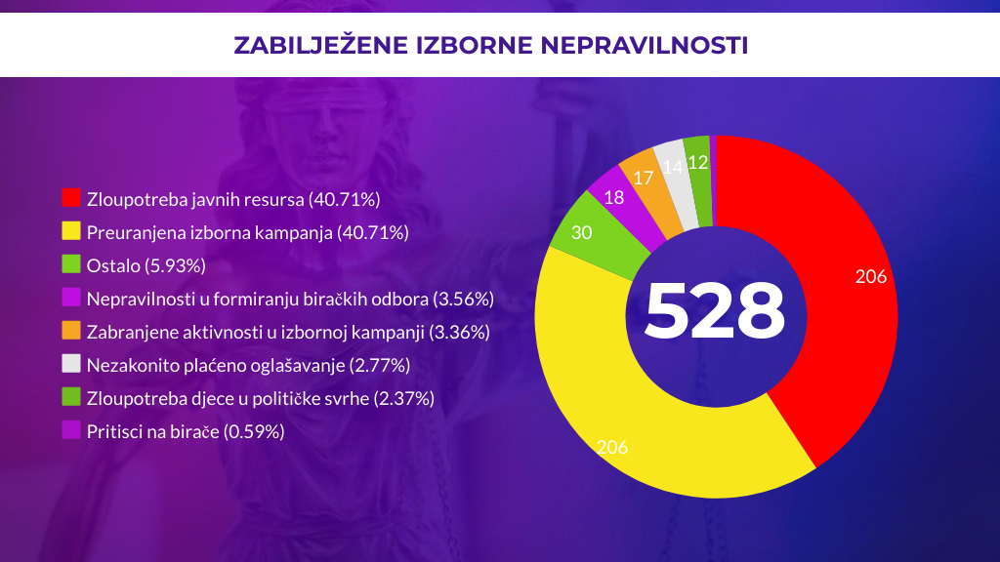 ZABILJEŽENE IZBORNE NEPRAVILNOSTI
Zloupotreba javnih resursa (40.71%)
Preuranjena izborna kampanja (40.71%)
Ostalo (5.93%)
Nepravilnosti u formiranju biračkih odbora (3.56%)
Zabranjene aktivnosti u izbornoj kampanji (3.36%)
Nezakonito plaćeno oglašavanje (2.77%)
Zloupotreba djece u političke svrhe (2.37%)
Pritisci na birače (0.59%)
12
14
17
18
30
206
528
206